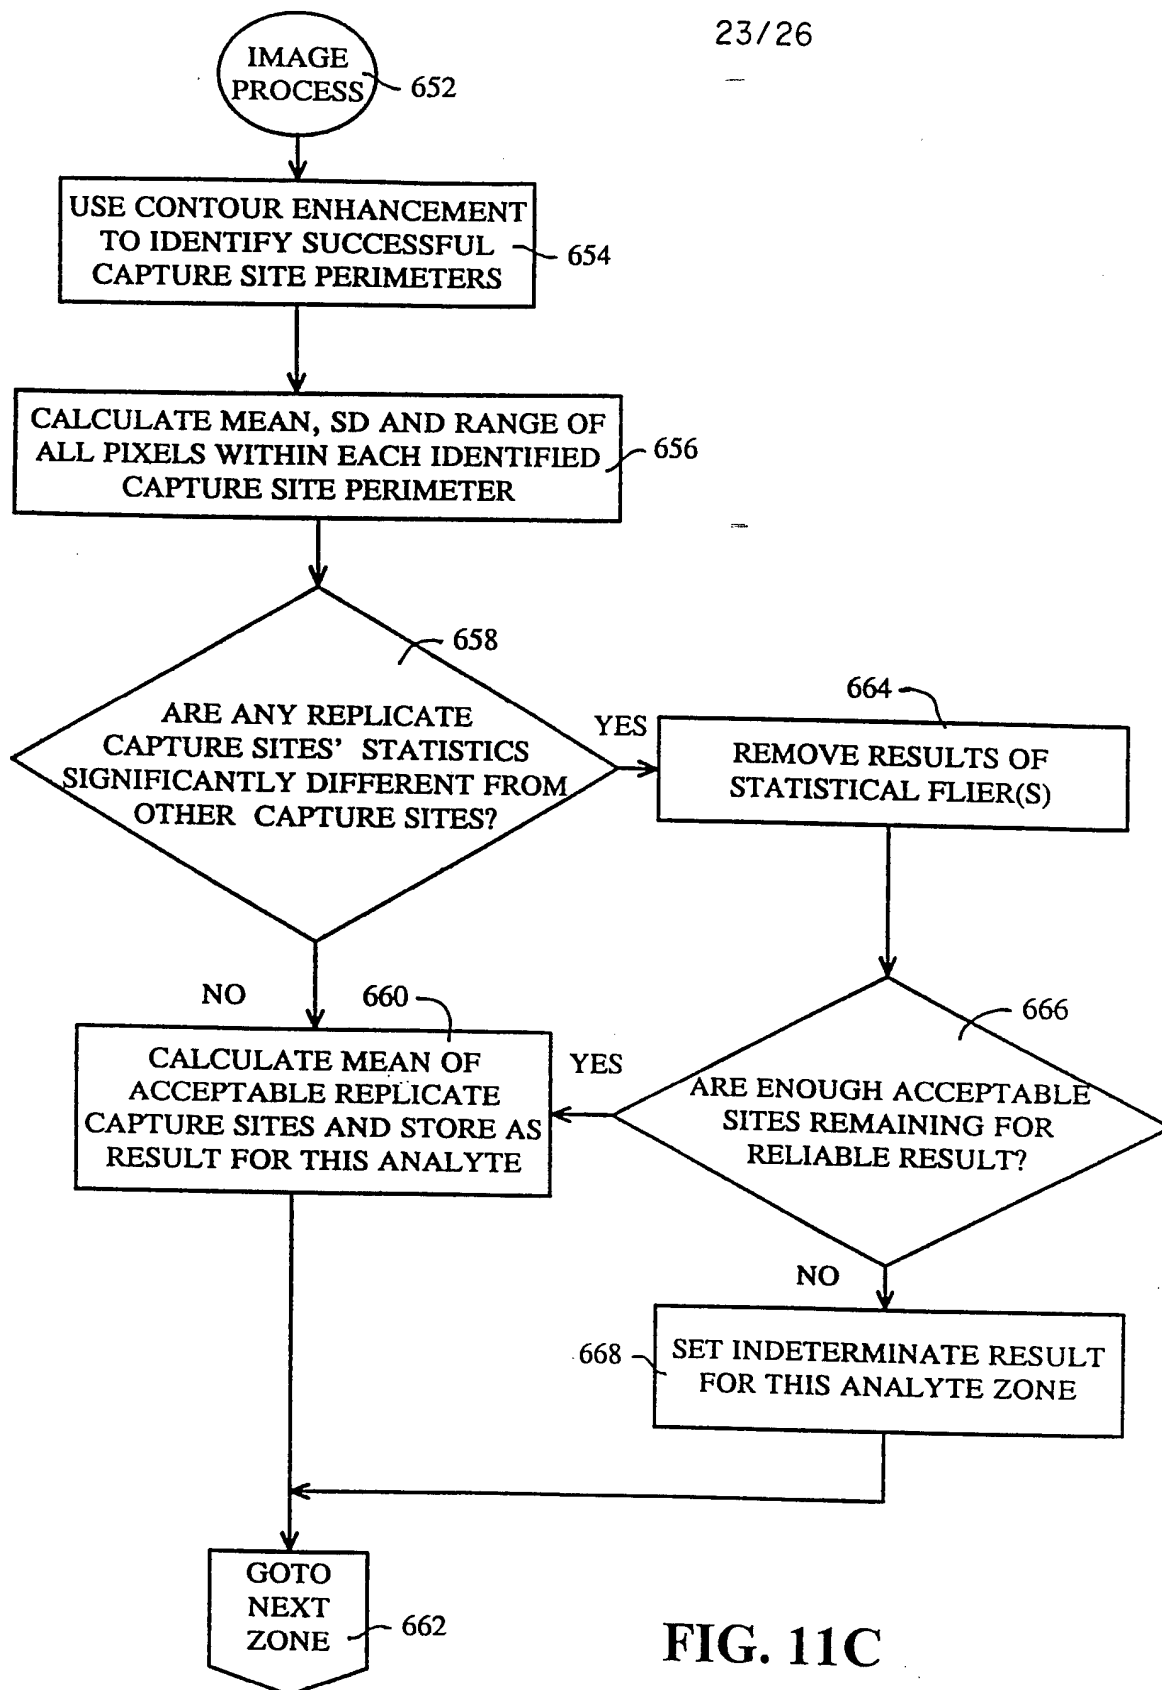 23/26
IMAGE
PROCESS
652
USE CONTOUR ENHANCEMENT
TO IDENTIFY SUCCESSFUL
CAPTURE SITE PERIMETERS
654
CALCULATE MEAN, SD AND RANGE OF
ALL PIXELS WITHIN EACH IDENTIFIED
CAPTURE SITE PERIMETER
656
658
ARE ANY REPLICATE
CAPTURE SITES' STATISTICS
SIGNIFICANTLY DIFFERENT FROM
OTHER CAPTURE SITES?
YES
664
REMOVE RESULTS OF
STATISTICAL FLIER(S)
NO
660
CALCULATE MEAN OF
ACCEPTABLE REPLICATE
CAPTURE SITES AND STORE AS
RESULT FOR THIS ANALYTE
YES
666
ARE ENOUGH ACCEPTABLE
SITES REMAINING FOR
RELIABLE RESULT?
NO
668
SET INDETERMINATE RESULT
FOR THIS ANALYTE ZONE
GOTO
NEXT
ZONE
662
FIG. 11C